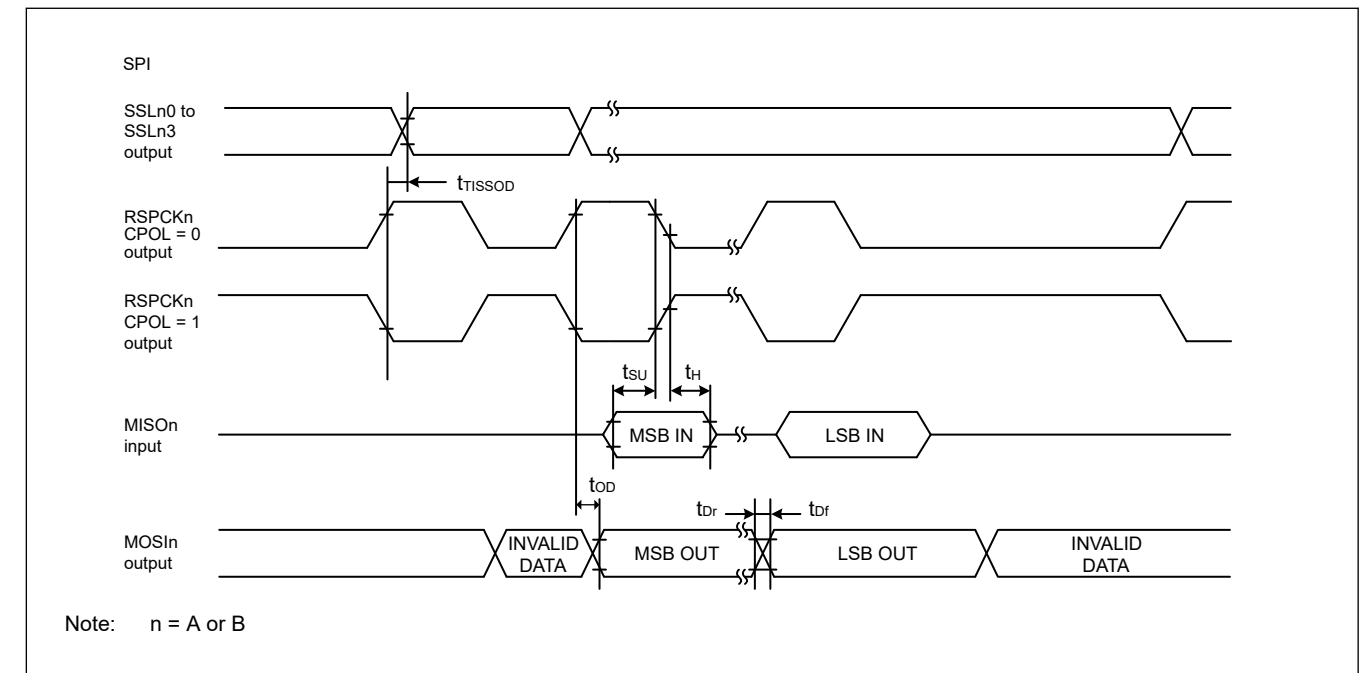 SPI
SSLn0 to
SSLn3
output
tTISSOD
RSPCKn
CPOL = 0
output
RSPCKn
CPOL = 1
output
tSU
tH
MISOn
input
MSB IN
LSB IN
tOD
tDr
tDf
MOSIn
output
INVALID
DATA
MSB OUT
LSB OUT
INVALID
DATA
Note: n = A or B